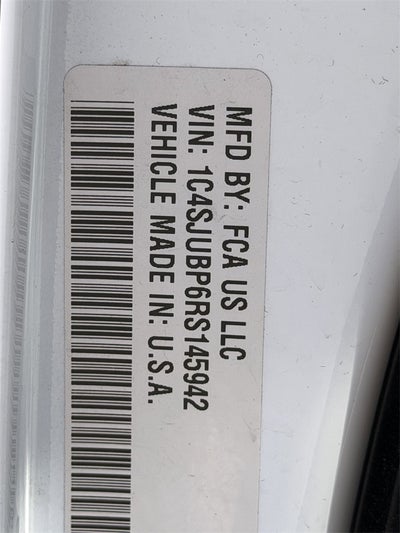 MFD BY: FCA US LLC
VIN: 1C4SJUBP6RS145942
VEHICLE MADE IN: U.S.A.